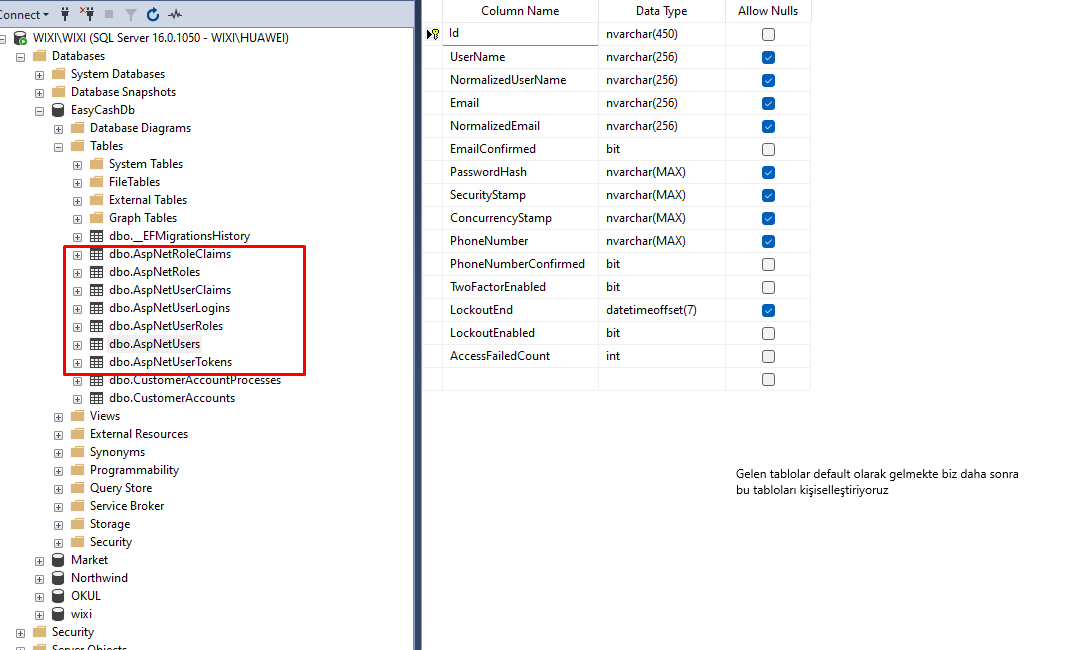 Connect
WIXI\WIXI (SQL Server 16.0.1050 - WIXI\HUAWEI)
Databases
System Databases
Database Snapshots
EasyCashDb
Database Diagrams
Tables
System Tables
FileTables
External Tables
Graph Tables
dbo.__EFMigrationsHistory
dbo.AspNetRoleClaims
dbo.AspNetRoles
dbo.AspNetUserClaims
dbo.AspNetUserLogins
dbo.AspNetUserRoles
dbo.AspNetUsers
dbo.AspNetUserTokens
dbo.CustomerAccountProcesses
dbo.CustomerAccounts
Views
External Resources
Synonyms
Programmability
Query Store
Service Broker
Storage
Security
Market
Northwind
OKUL
wixi
Security
Server Objects
Column Name Data Type Allow Nulls
Id nvarchar(450)
UserName nvarchar(256)
NormalizedUserName nvarchar(256)
Email nvarchar(256)
NormalizedEmail nvarchar(256)
EmailConfirmed bit
PasswordHash nvarchar(MAX)
SecurityStamp nvarchar(MAX)
ConcurrencyStamp nvarchar(MAX)
PhoneNumber nvarchar(MAX)
PhoneNumberConfirmed bit
TwoFactorEnabled bit
LockoutEnd datetimeoffset(7)
LockoutEnabled bit
AccessFailedCount int
Gelen tablolar default olarak gelmekte biz daha sonra
bu tabloları kişiselleştiriyoruz